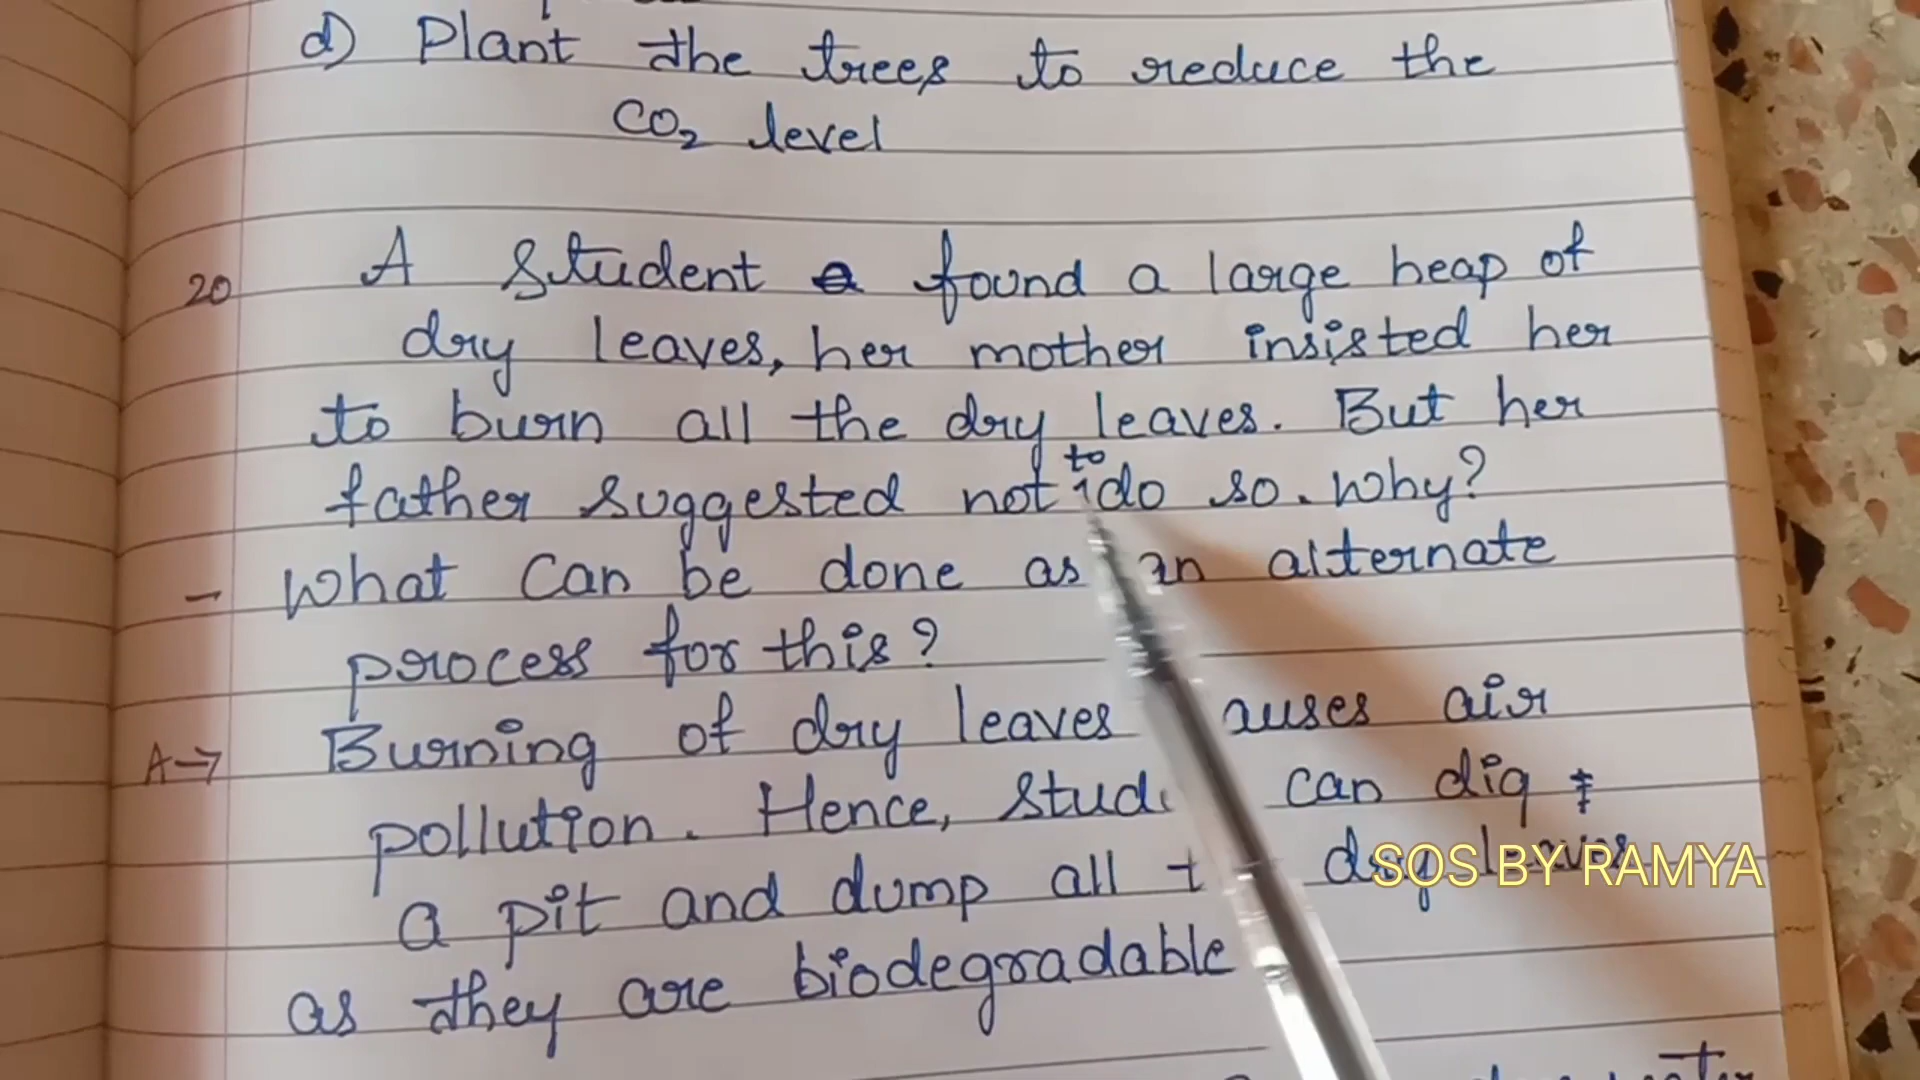 d) Plant the trees to reduce the
CO₂ level
20 A Student found a large heap of
dry leaves, her mother insisted her
to burn all the dry leaves. But her
father suggested not to do so. Why?
- What Can be done as an alternate
process for this?
A→ Burning of dry leaves auses air
pollution. Hence, stud can dig
a pit and dump all dry leaves
as they are biodegradable
SOS BY RAMYA